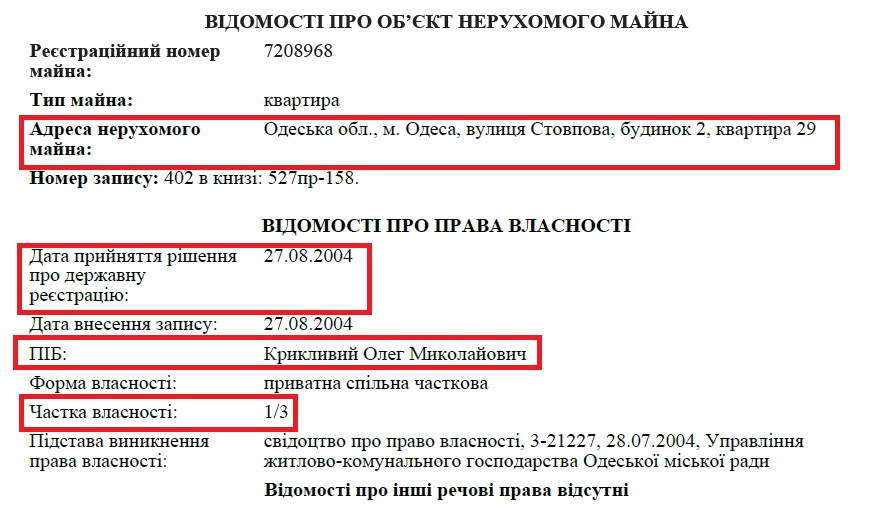 ВІДОМОСТІ ПРО ОБ’ЄКТ НЕРУХОМОГО МАЙНА
Реєстраційний номер майна: 7208968
Тип майна: квартира
Адреса нерухомого майна: Одеська обл., м. Одеса, вулиця Стовпова, будинок 2, квартира 29
Номер запису: 402 в книзі: 527пр-158.
ВІДОМОСТІ ПРО ПРАВА ВЛАСНОСТІ
Дата прийняття рішення про державну реєстрацію: 27.08.2004
Дата внесення запису: 27.08.2004
ПІБ: Крикливий Олег Миколайович
Форма власності: приватна спільна часткова
Частка власності: 1/3
Підстава виникнення права власності: свідоцтво про право власності, 3-21227, 28.07.2004, Управління житлово-комунального господарства Одеської міської ради
Відомості про інші речові права відсутні